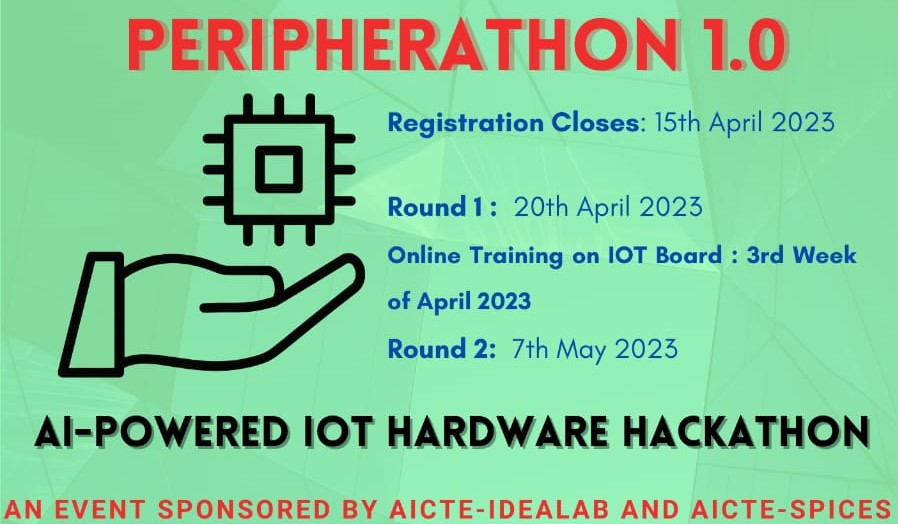 PERIPHERATHON 1.0
Registration Closes: 15th April 2023
Round 1 : 20th April 2023
Online Training on IOT Board : 3rd Week
of April 2023
Round 2: 7th May 2023
AI-POWERED IOT HARDWARE HACKATHON
AN EVENT SPONSORED BY AICTE-IDEALAB AND AICTE-SPICES